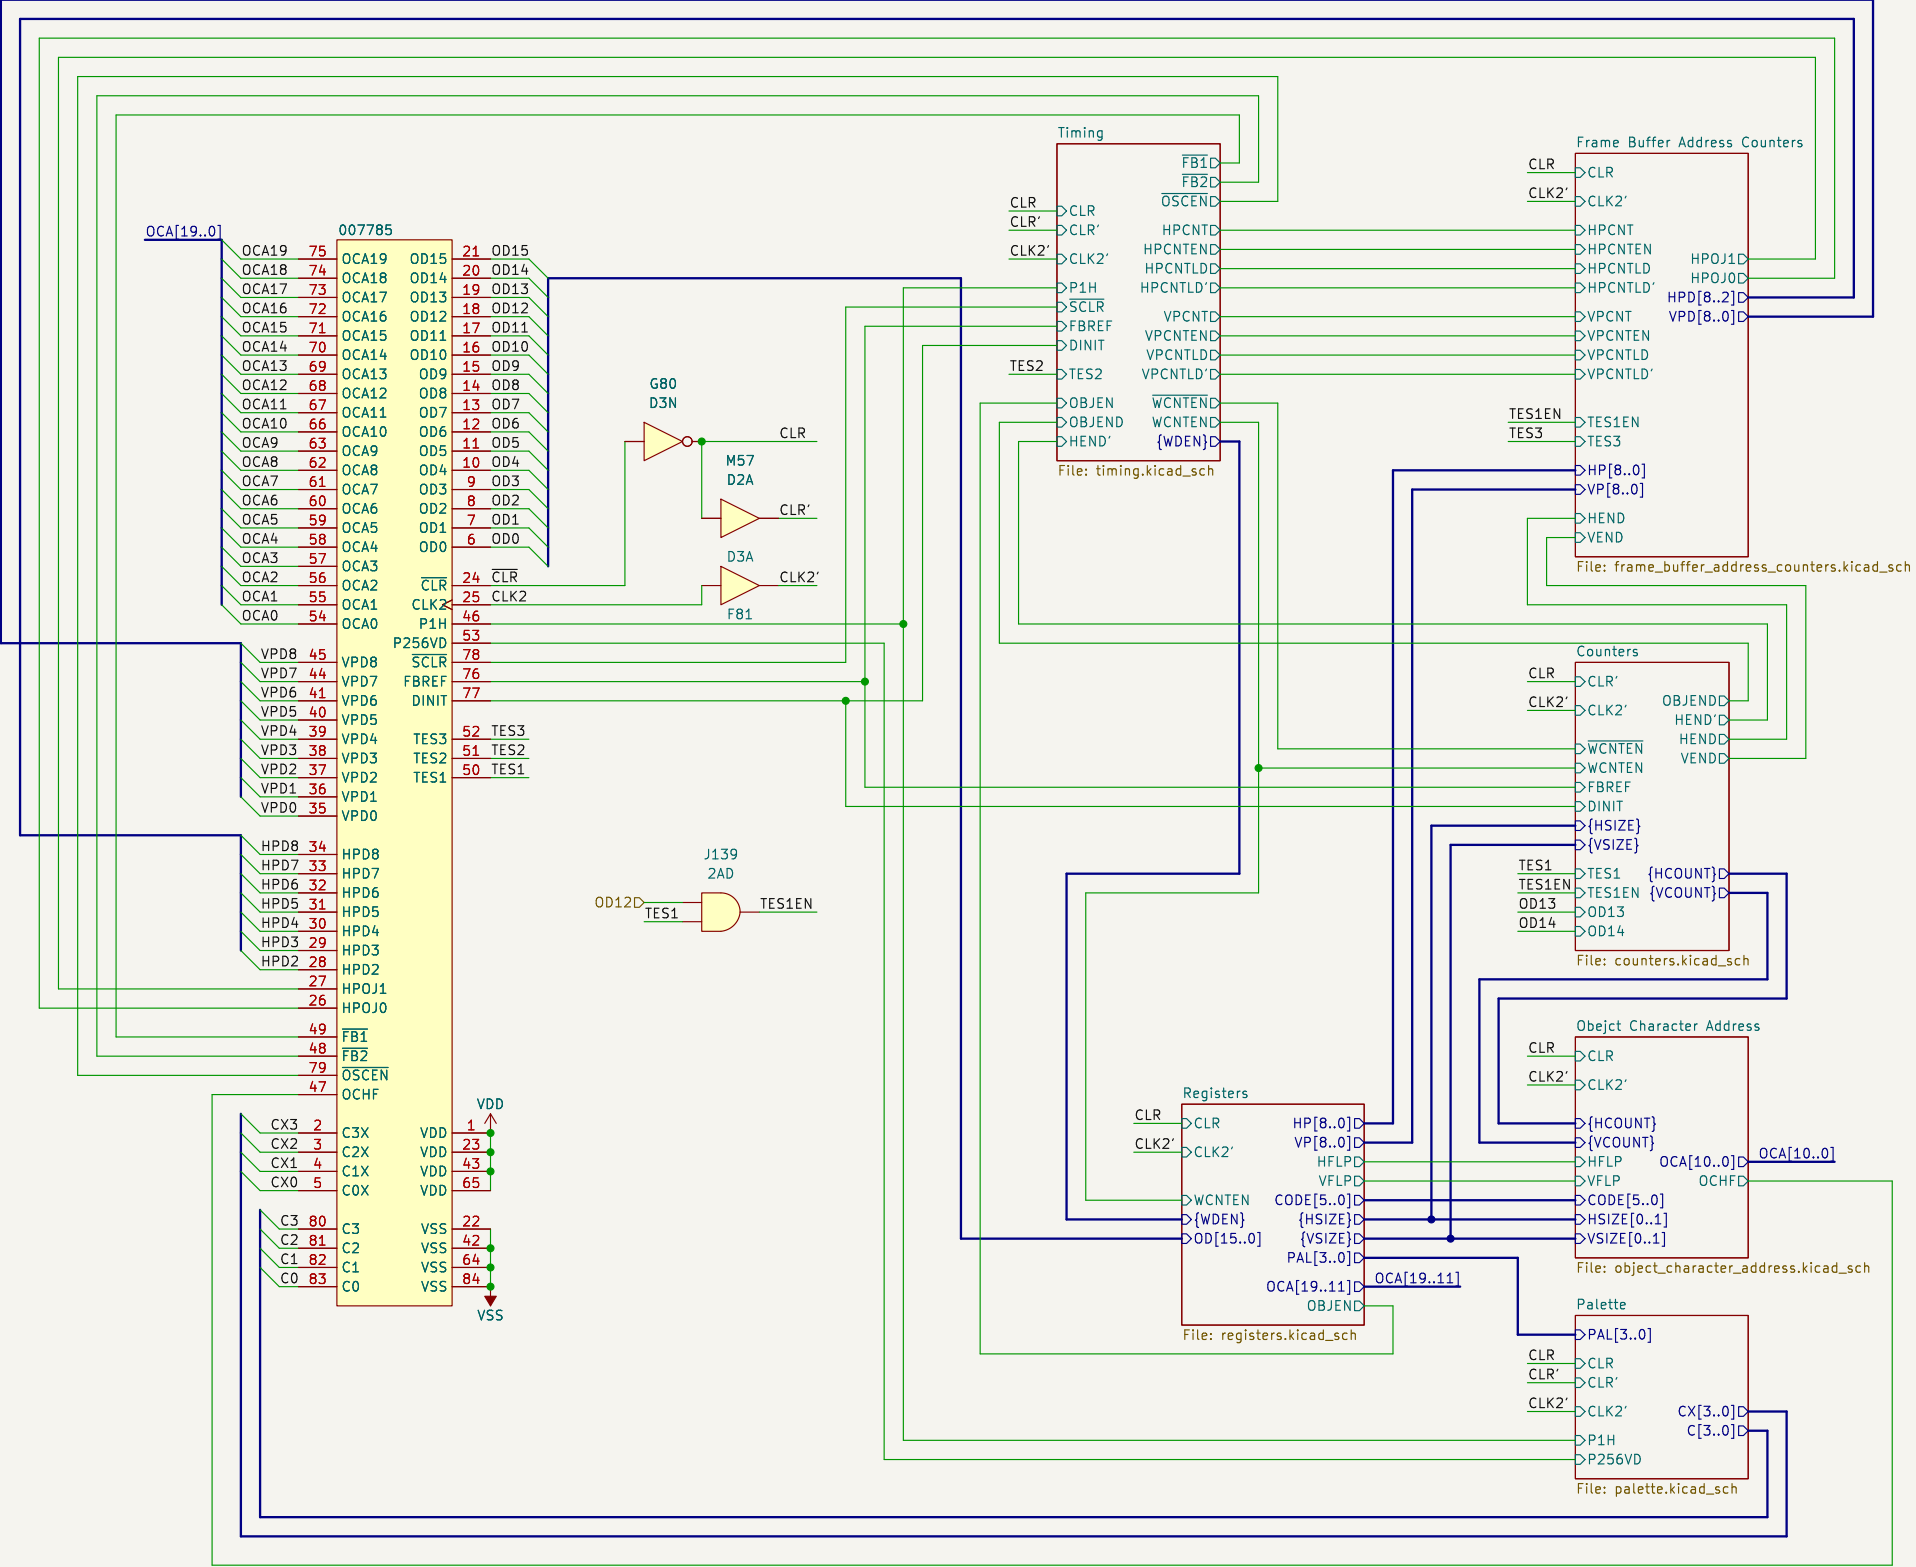 OCA[19..0]
007785
OCA19 75 OCA19 OD15 21 OD15
OCA18 74 OCA18 OD14 20 OD14
OCA17 73 OCA17 OD13 19 OD13
OCA16 72 OCA16 OD12 18 OD12
OCA15 71 OCA15 OD11 17 OD11
OCA14 70 OCA14 OD10 16 OD10
OCA13 69 OCA13 OD9 15 OD9
OCA12 68 OCA12 OD8 14 OD8
OCA11 67 OCA11 OD7 13 OD7
OCA10 66 OCA10 OD6 12 OD6
OCA9 63 OCA9 OD5 11 OD5
OCA8 62 OCA8 OD4 10 OD4
OCA7 61 OCA7 OD3 9 OD3
OCA6 60 OCA6 OD2 8 OD2
OCA5 59 OCA5 OD1 7 OD1
OCA4 58 OCA4 OD0 6 OD0
OCA3 57 OCA3
OCA2 56 OCA2 CLR 24 CLR
OCA1 55 OCA1 CLK2 25 CLK2
OCA0 54 OCA0 P1H 46
P256VD 53
VPD8 45 VPD8 SCLR 78
VPD7 44 VPD7 FBREF 76
VPD6 41 VPD6 DINIT 77
VPD5 40 VPD5
VPD4 39 VPD4 TES3 52 TES3
VPD3 38 VPD3 TES2 51 TES2
VPD2 37 VPD2 TES1 50 TES1
VPD1 36 VPD1
VPD0 35 VPD0
HPD8 34 HPD8
HPD7 33 HPD7
HPD6 32 HPD6
HPD5 31 HPD5
HPD4 30 HPD4
HPD3 29 HPD3
HPD2 28 HPD2
27 HPOJ1
26 HPOJ0
49 FB1
48 FB2
79 OSCEN
47 OCHF
VDD
CX3 2 C3X VDD 1
CX2 3 C2X VDD 23
CX1 4 C1X VDD 43
CX0 5 C0X VDD 65
C3 80 C3 VSS 22
C2 81 C2 VSS 42
C1 82 C1 VSS 64
C0 83 C0 VSS 84
VSS
G80
D3N
CLR
M57
D2A
CLR'
D3A
CLK2'
F81
J139
2AD
OD12
TES1
TES1EN
Timing
FB1
FB2
OSCEN
CLR CLR
CLR' CLR' HPCNT
HPCNTEN
CLK2' CLK2' HPCNTLD
P1H HPCNTLD'
SCLR VPCNT
FBREF VPCNTEN
DINIT VPCNTLD
TES2 TES2 VPCNTLD'
OBJEN WCNTEN
OBJEND WCNTEN
HEND' {WDEN}
File: timing.kicad_sch
Frame Buffer Address Counters
CLR CLR
CLK2' CLK2'
HPCNT
HPCNTEN
HPCNTLD HPOJ1
HPCNTLD' HPOJ0
HPD[8..2]
VPCNT VPD[8..0]
VPCNTEN
VPCNTLD
VPCNTLD'
TES1EN TES1EN
TES3 TES3
HP[8..0]
VP[8..0]
HEND
VEND
File: frame_buffer_address_counters.kicad_sch
Counters
CLR CLR'
OBJEND
CLK2' CLK2' HEND'
HEND
WCNTEN VEND
WCNTEN
FBREF
DINIT
{HSIZE}
{VSIZE}
TES1 TES1 {HCOUNT}
TES1EN TES1EN {VCOUNT}
OD13 OD13
OD14 OD14
File: counters.kicad_sch
Registers
CLR CLR HP[8..0]
VP[8..0]
CLK2' CLK2' HFLP
VFLP
WCNTEN CODE[5..0]
{WDEN} {HSIZE}
OD[15..0] {VSIZE}
PAL[3..0]
OCA[19..11] OCA[19..11]
OBJEN
File: registers.kicad_sch
Obejct Character Address
CLR CLR
CLK2' CLK2'
{HCOUNT}
{VCOUNT}
HFLP OCA[10..0] OCA[10..0]
VFLP OCHF
CODE[5..0]
HSIZE[0..1]
VSIZE[0..1]
File: object_character_address.kicad_sch
Palette
PAL[3..0]
CLR CLR
CLR' CLR'
CLK2' CLK2' CX[3..0]
C[3..0]
P1H
P256VD
File: palette.kicad_sch